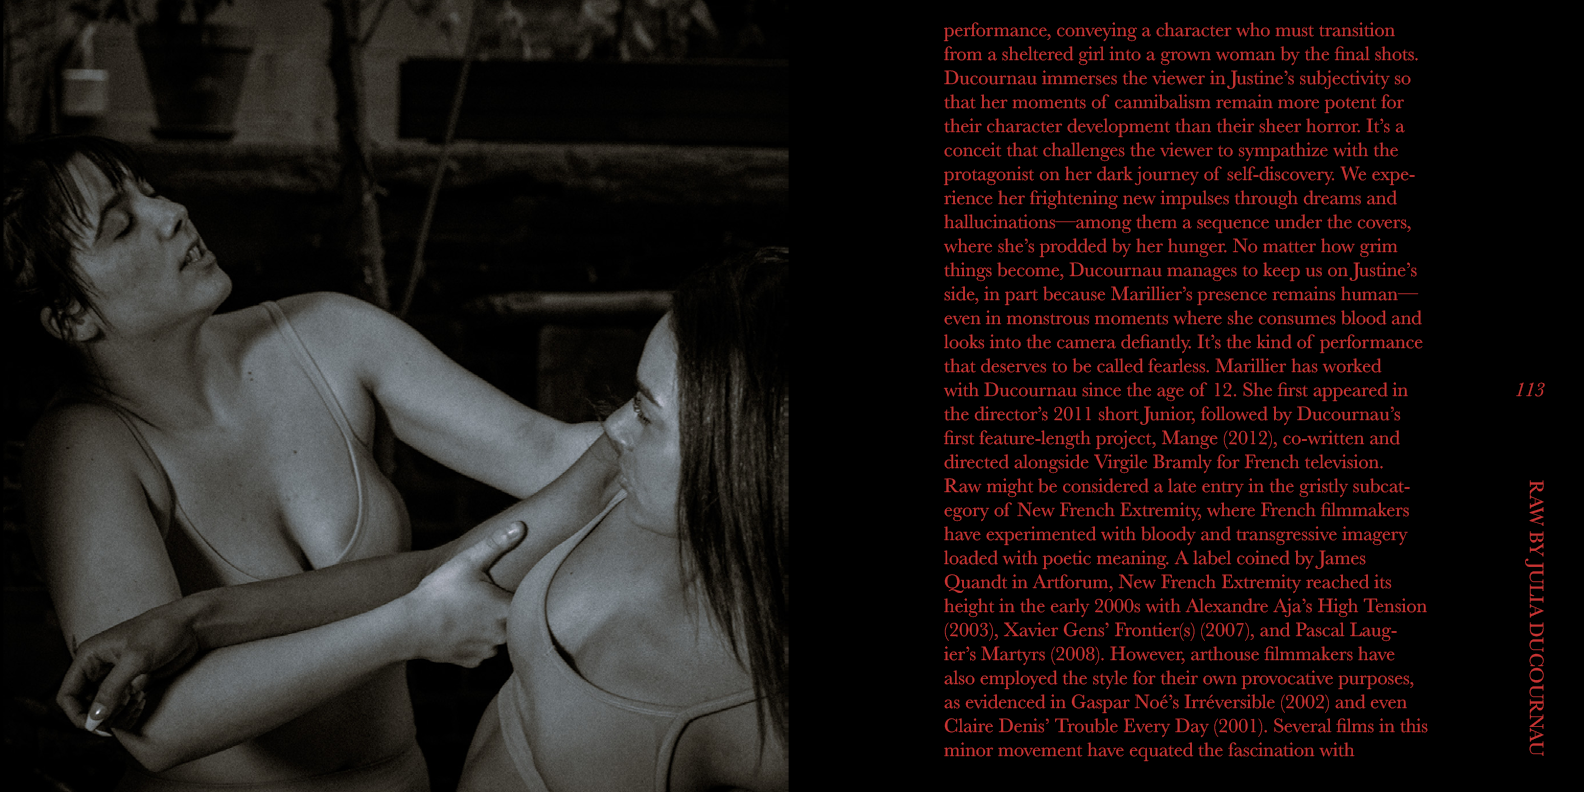 performance, conveying a character who must transition
from a sheltered girl into a grown woman by the final shots.
Ducournau immerses the viewer in Justine’s subjectivity so
that her moments of cannibalism remain more potent for
their character development than their sheer horror. It’s a
conceit that challenges the viewer to sympathize with the
protagonist on her dark journey of self-discovery. We expe-
rience her frightening new impulses through dreams and
hallucinations—among them a sequence under the covers,
where she’s prodded by her hunger. No matter how grim
things become, Ducournau manages to keep us on Justine’s
side, in part because Marillier’s presence remains human—
even in monstrous moments where she consumes blood and
looks into the camera defiantly. It’s the kind of performance
that deserves to be called fearless. Marillier has worked
with Ducournau since the age of 12. She first appeared in
the director’s 2011 short Junior, followed by Ducournau’s
first feature-length project, Mange (2012), co-written and
directed alongside Virgile Bramly for French television.
Raw might be considered a late entry in the gristly subcat-
egory of New French Extremity, where French filmmakers
have experimented with bloody and transgressive imagery
loaded with poetic meaning. A label coined by James
Quandt in Artforum, New French Extremity reached its
height in the early 2000s with Alexandre Aja’s High Tension
(2003), Xavier Gens’ Frontier(s) (2007), and Pascal Laug-
ier’s Martyrs (2008). However, arthouse filmmakers have
also employed the style for their own provocative purposes,
as evidenced in Gaspar Noé’s Irréversible (2002) and even
Claire Denis’ Trouble Every Day (2001). Several films in this
minor movement have equated the fascination with
113
RAW BY JULIA DUCOURNAU